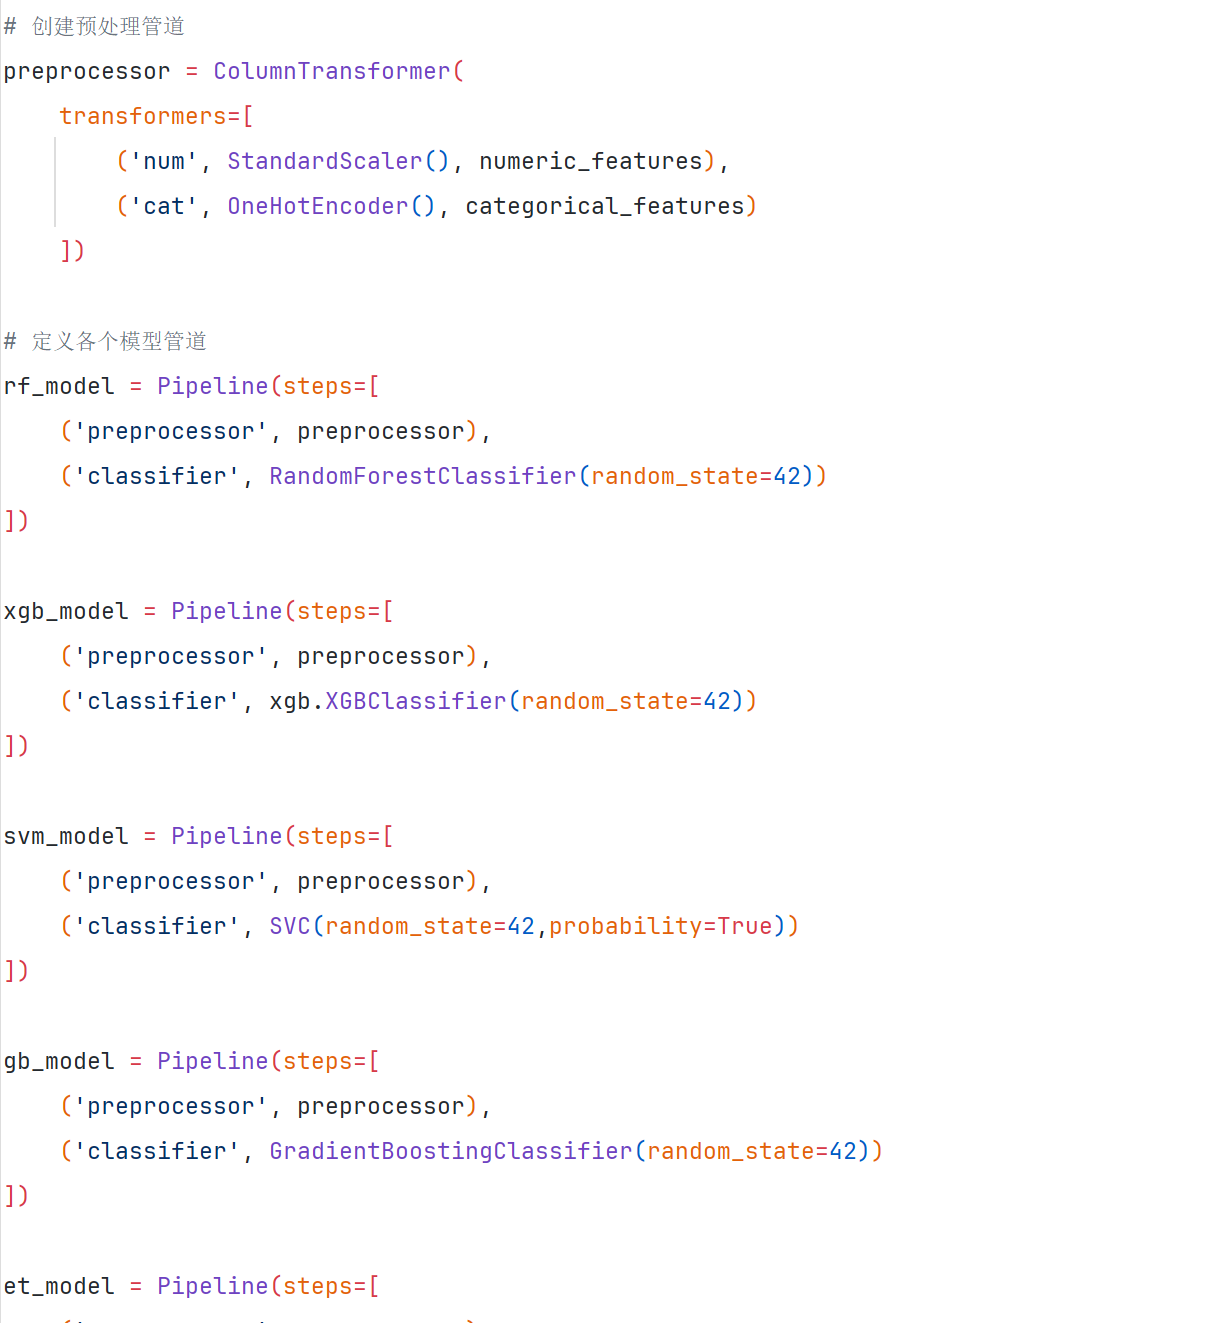 # 创建预处理管道
preprocessor = ColumnTransformer(
    transformers=[
        ('num', StandardScaler(), numeric_features),
        ('cat', OneHotEncoder(), categorical_features)
    ])

# 定义各个模型管道
rf_model = Pipeline(steps=[
    ('preprocessor', preprocessor),
    ('classifier', RandomForestClassifier(random_state=42))
])

xgb_model = Pipeline(steps=[
    ('preprocessor', preprocessor),
    ('classifier', xgb.XGBClassifier(random_state=42))
])

svm_model = Pipeline(steps=[
    ('preprocessor', preprocessor),
    ('classifier', SVC(random_state=42,probability=True))
])

gb_model = Pipeline(steps=[
    ('preprocessor', preprocessor),
    ('classifier', GradientBoostingClassifier(random_state=42))
])

et_model = Pipeline(steps=[